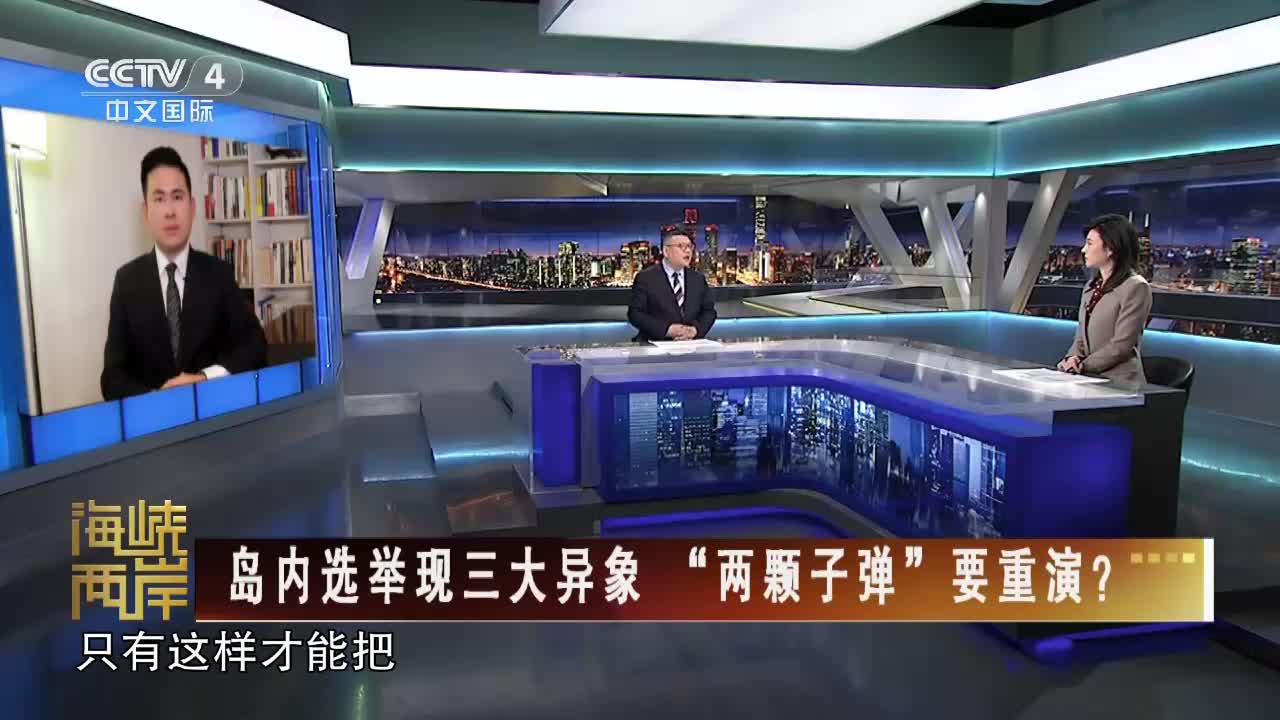 CCTV 4
中文国际
海峡
两岸
岛内选举现三大异象 “两颗子弹”要重演？
只有这样才能把